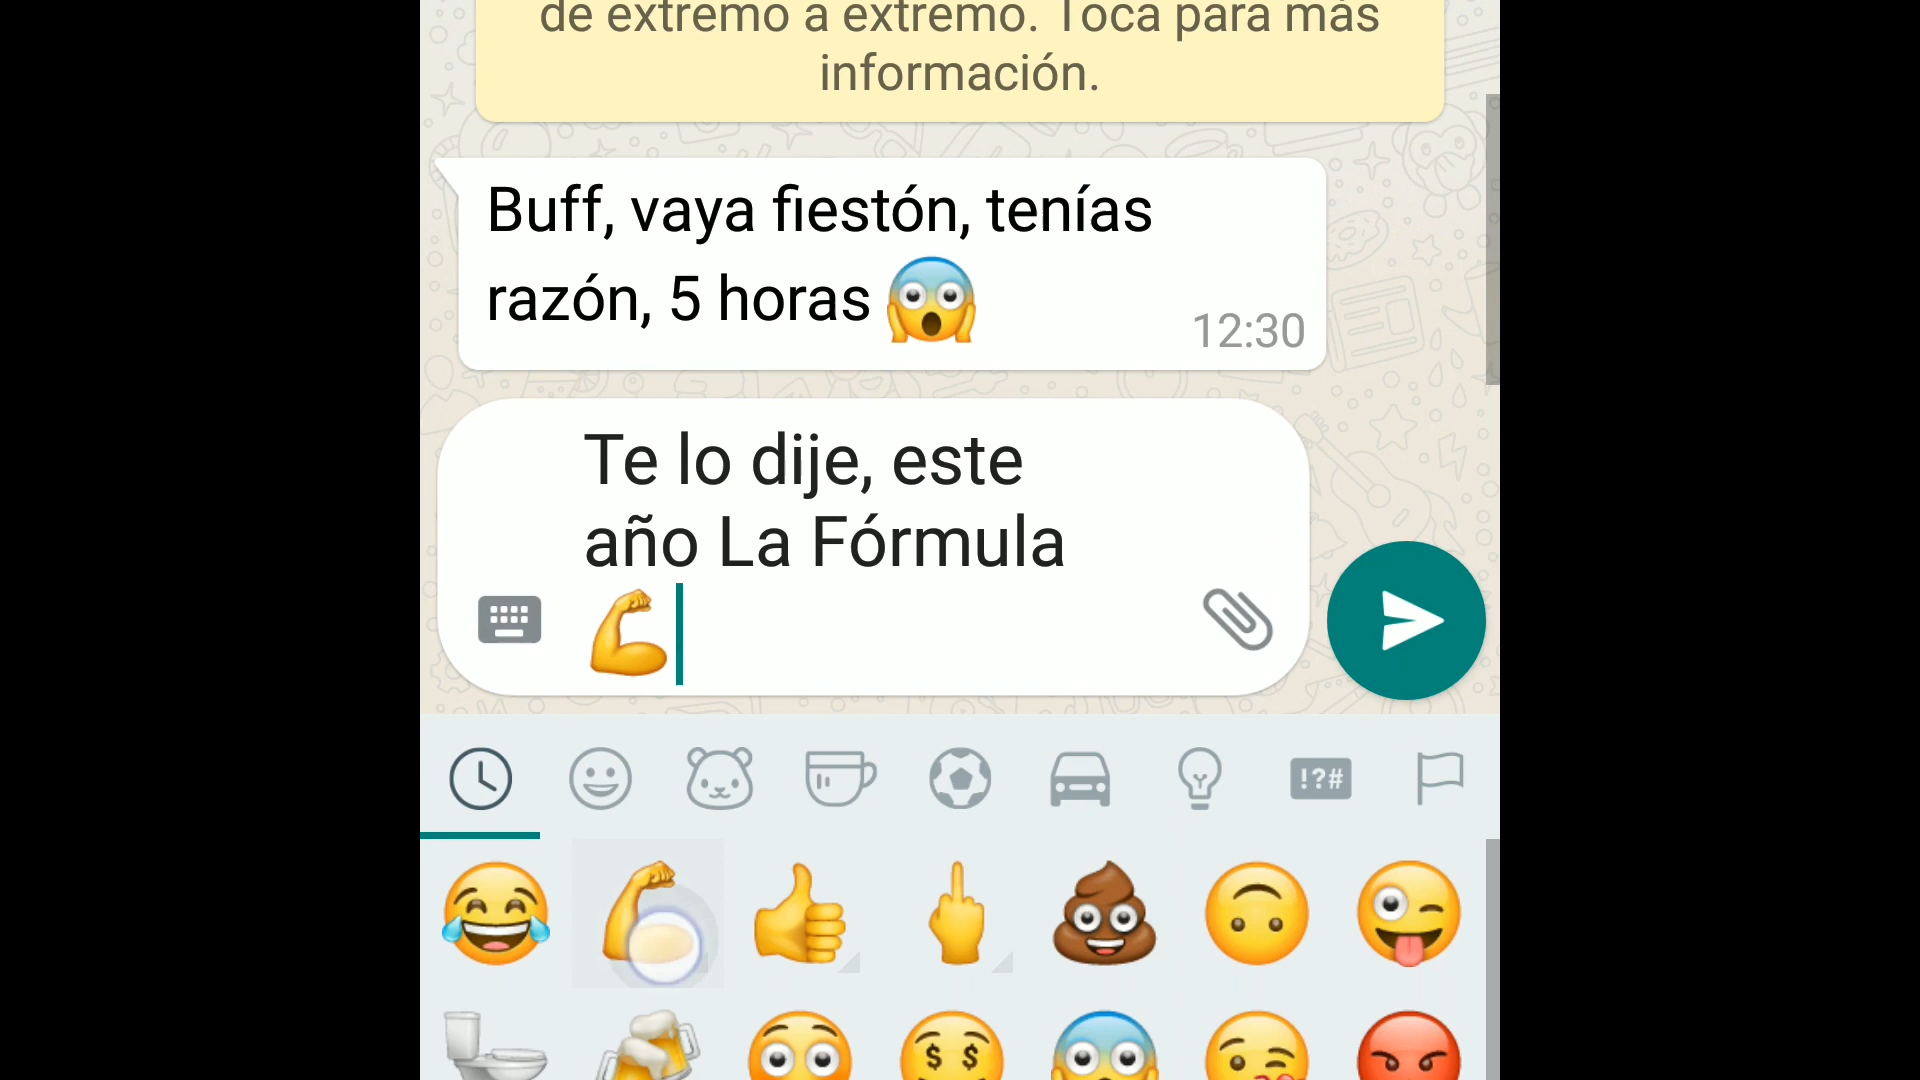 de extremo a extremo. Toca para más
información.
Buff, vaya fiestón, tenías
razón, 5 horas 😱
12:30
Te lo dije, este
año La Fórmula
💪
!?#